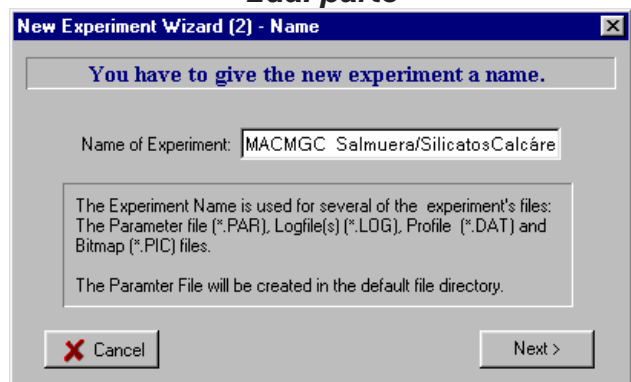 2da. parte
New Experiment Wizard (2) - Name
You have to give the new experiment a name.
Name of Experiment: MACMGC Salmuera/SilicatosCalcáre
The Experiment Name is used for several of the experiment's files:
The Parameter file (*.PAR), Logfile(s) (*.LOG), Profile (*.DAT) and
Bitmap (*.PIC) files.
The Paramter File will be created in the default file directory.
Cancel
Next >